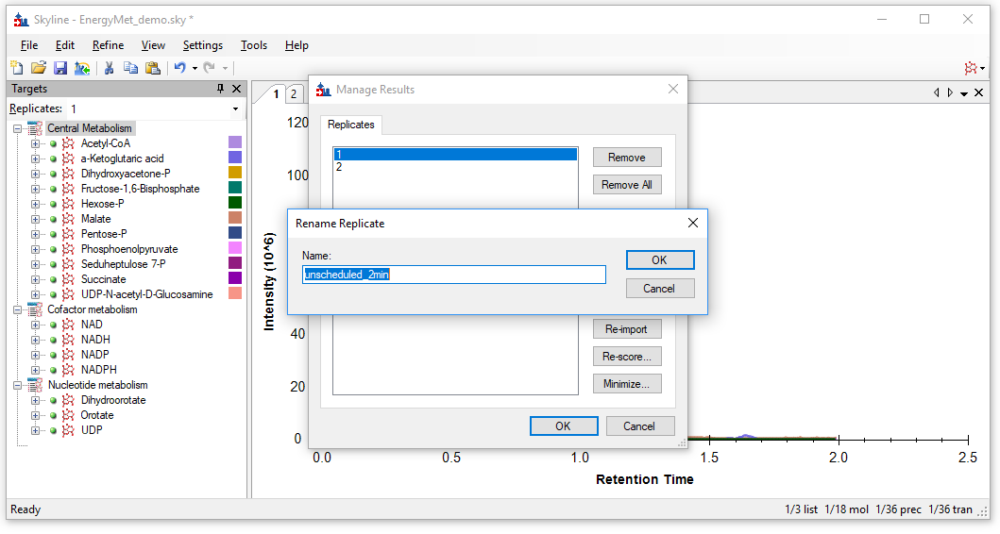 Skyline - EnergyMet_demo.sky *
File Edit Refine View Settings Tools Help
Targets
Replicates: 1
Central Metabolism
Acetyl-CoA
a-Ketoglutaric acid
Dihydroxyacetone-P
Fructose-1,6-Bisphosphate
Hexose-P
Malate
Pentose-P
Phosphoenolpyruvate
Seduheptulose 7-P
Succinate
UDP-N-acetyl-D-Glucosamine
Cofactor metabolism
NAD
NADH
NADP
NADPH
Nucleotide metabolism
Dihydroorotate
Orotate
UDP
1 2
Manage Results
Replicates
1
2
Remove
Remove All
Rename Replicate
Name:
unscheduled_2min
OK
Cancel
Re-import
Re-score...
Minimize...
OK Cancel
Intensity (10^6)
120
100
40
20
0
0.0 0.5 1.0 1.5 2.0 2.5
Retention Time
Ready 1/3 list 1/18 mol 1/36 prec 1/36 tran